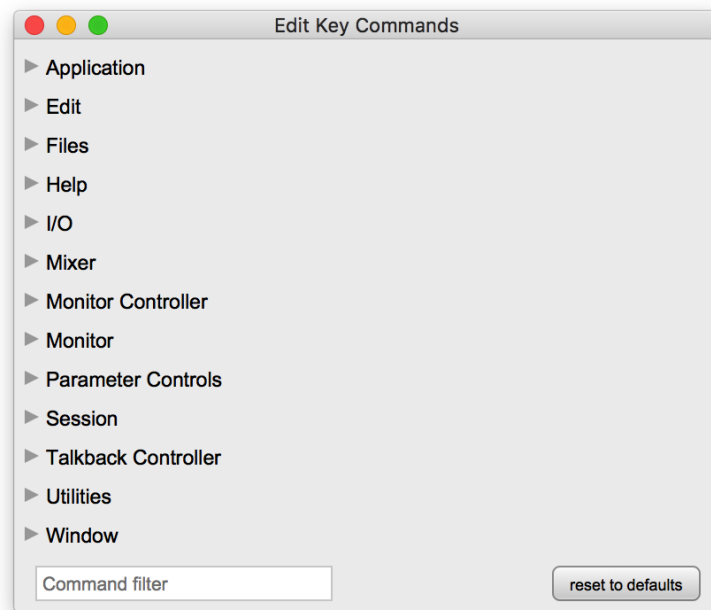 Edit Key Commands
Application
Edit
Files
Help
I/O
Mixer
Monitor Controller
Monitor
Parameter Controls
Session
Talkback Controller
Utilities
Window
Command filter
reset to defaults